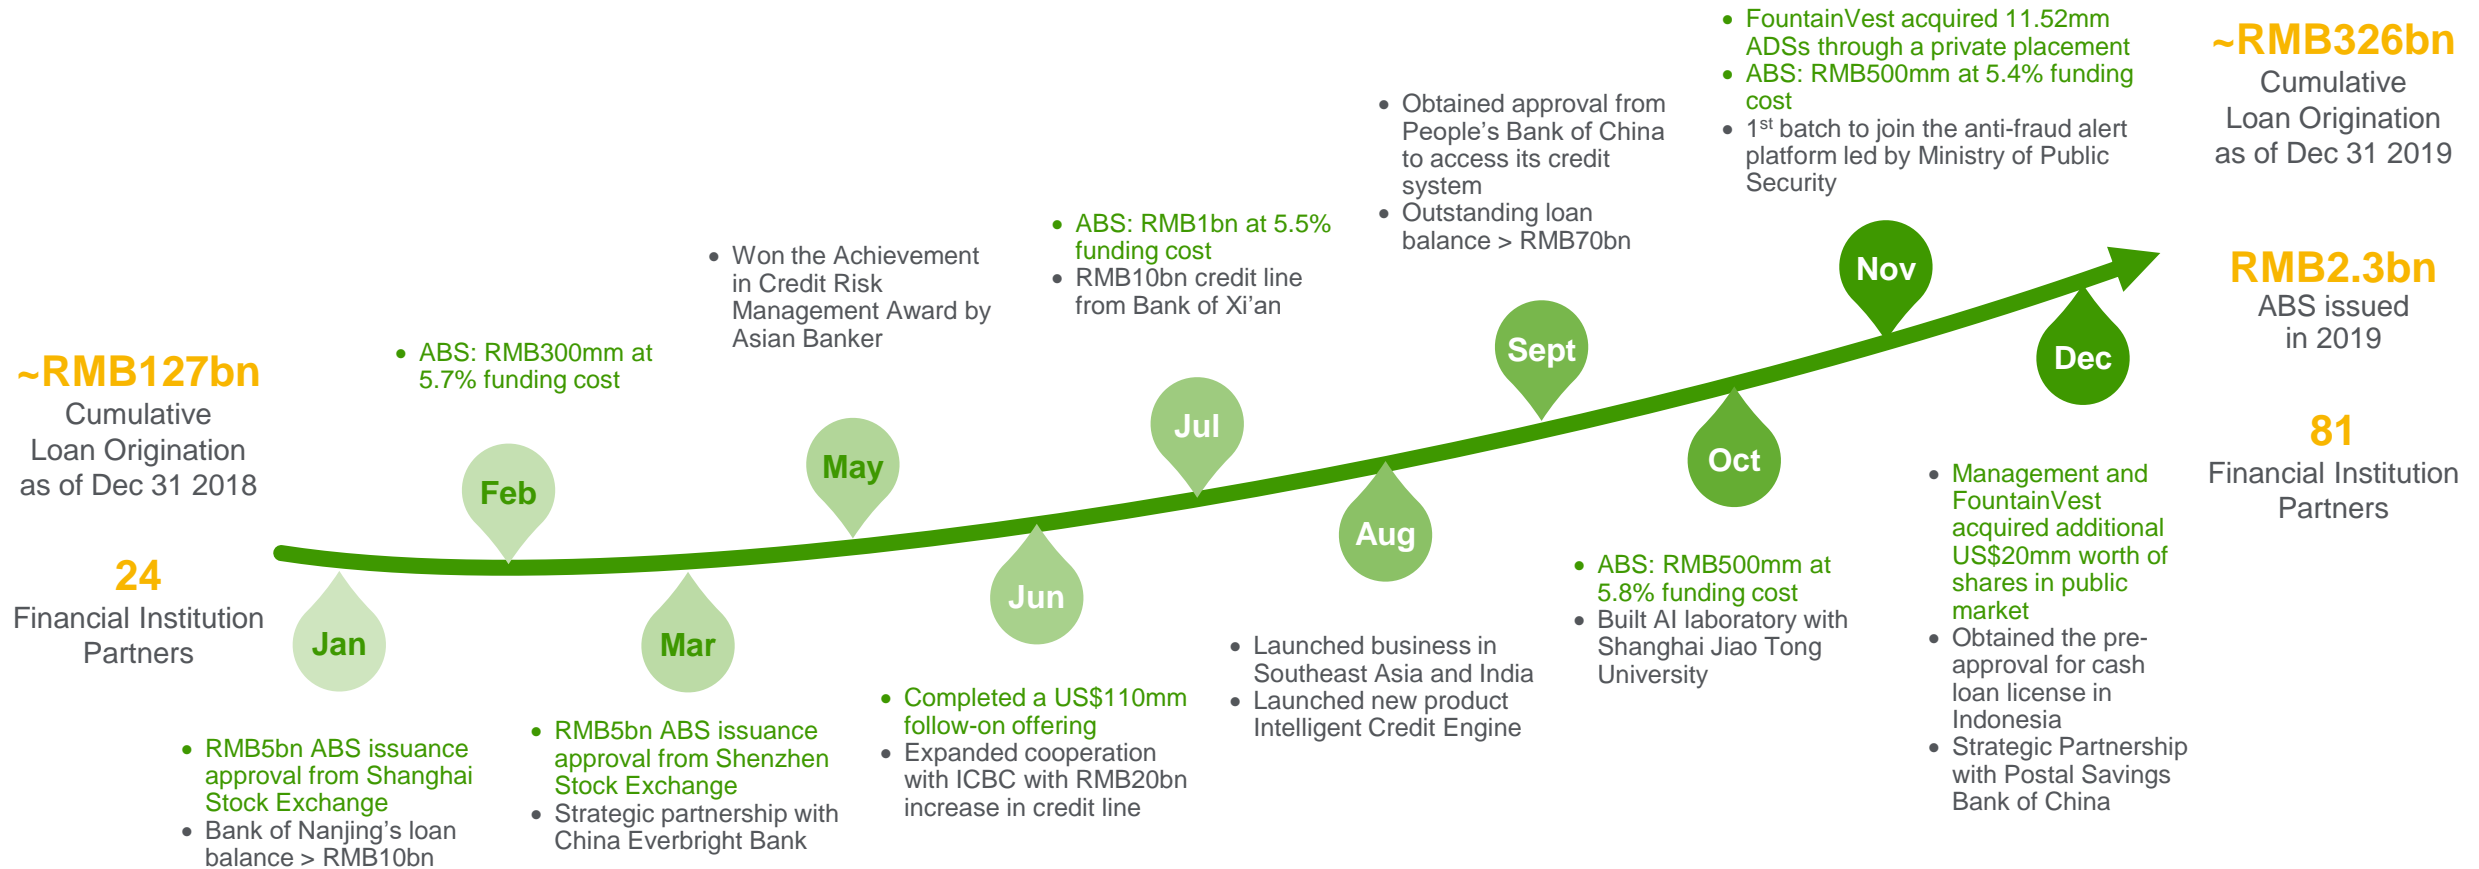 ~RMB127bn
Cumulative
Loan Origination
as of Dec 31 2018
24
Financial Institution
Partners
Jan
• RMB5bn ABS issuance
approval from Shanghai
Stock Exchange
• Bank of Nanjing’s loan
balance > RMB10bn
• ABS: RMB300mm at
5.7% funding cost
Feb
Mar
• RMB5bn ABS issuance
approval from Shenzhen
Stock Exchange
• Strategic partnership with
China Everbright Bank
• Won the Achievement
in Credit Risk
Management Award by
Asian Banker
May
Jun
• Completed a US$110mm
follow-on offering
• Expanded cooperation
with ICBC with RMB20bn
increase in credit line
• ABS: RMB1bn at 5.5%
funding cost
• RMB10bn credit line
from Bank of Xi’an
Jul
Aug
• Launched business in
Southeast Asia and India
• Launched new product
Intelligent Credit Engine
• Obtained approval from
People’s Bank of China
to access its credit
system
• Outstanding loan
balance > RMB70bn
Sept
Oct
• ABS: RMB500mm at
5.8% funding cost
• Built AI laboratory with
Shanghai Jiao Tong
University
• FountainVest acquired 11.52mm
ADSs through a private placement
• ABS: RMB500mm at 5.4% funding
cost
• 1st batch to join the anti-fraud alert
platform led by Ministry of Public
Security
Nov
Dec
• Management and
FountainVest
acquired additional
US$20mm worth of
shares in public
market
• Obtained the pre-
approval for cash
loan license in
Indonesia
• Strategic Partnership
with Postal Savings
Bank of China
~RMB326bn
Cumulative
Loan Origination
as of Dec 31 2019
RMB2.3bn
ABS issued
in 2019
81
Financial Institution
Partners